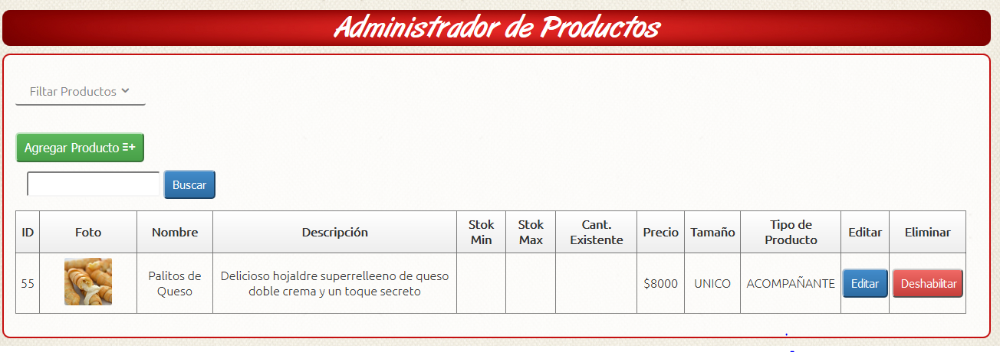 Administrador de Productos
Filtar Productos
Agregar Producto
Buscar
ID Foto Nombre Descripción Stok Min Stok Max Cant. Existente Precio Tamaño Tipo de Producto Editar Eliminar
55 Palitos de Queso Delicioso hojaldre superrelleeno de queso doble crema y un toque secreto $8000 UNICO ACOMPAÑANTE Editar Deshabilitar